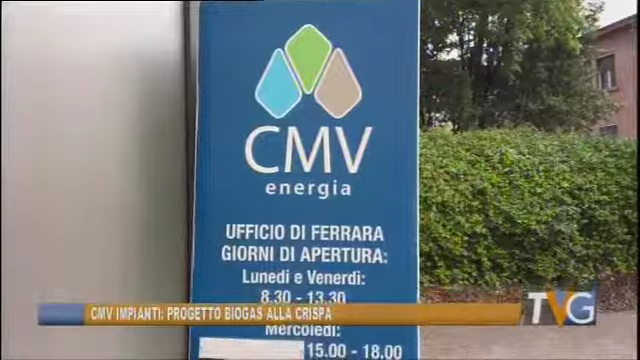 CMV
energia
UFFICIO DI FERRARA
GIORNI DI APERTURA:
Lunedì e Venerdì:
8.30 - 13.30
CMV IMPIANTI: PROGETTO BIOGAS ALLA CRISPA
TVG
Mercoledì:
15.00 - 18.00